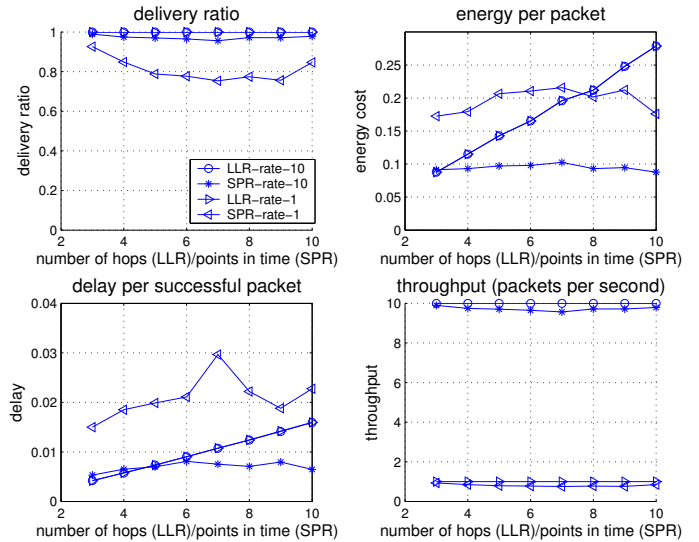 delivery ratio
delivery ratio
1
0.8
0.6
0.4
0.2
0
2
4
6
8
10
number of hops (LLR)/points in time (SPR)
LLR−rate−10
SPR−rate−10
LLR−rate−1
SPR−rate−1
energy per packet
energy cost
0.25
0.2
0.15
0.1
0.05
0
2
4
6
8
10
number of hops (LLR)/points in time (SPR)
delay per successful packet
delay
0.04
0.03
0.02
0.01
0
2
4
6
8
10
number of hops (LLR)/points in time (SPR)
throughput (packets per second)
throughput
10
8
6
4
2
0
2
4
6
8
10
number of hops (LLR)/points in time (SPR)